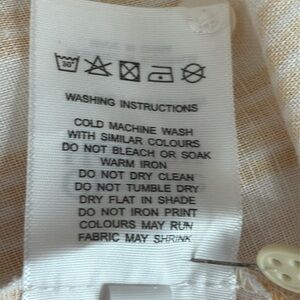 30°
WASHING INSTRUCTIONS
COLD MACHINE WASH
WITH SIMILAR COLOURS
DO NOT BLEACH OR SOAK
WARM IRON
DO NOT DRY CLEAN
DO NOT TUMBLE DRY
DRY FLAT IN SHADE
DO NOT IRON PRINT
COLOURS MAY RUN
FABRIC MAY SHRINK